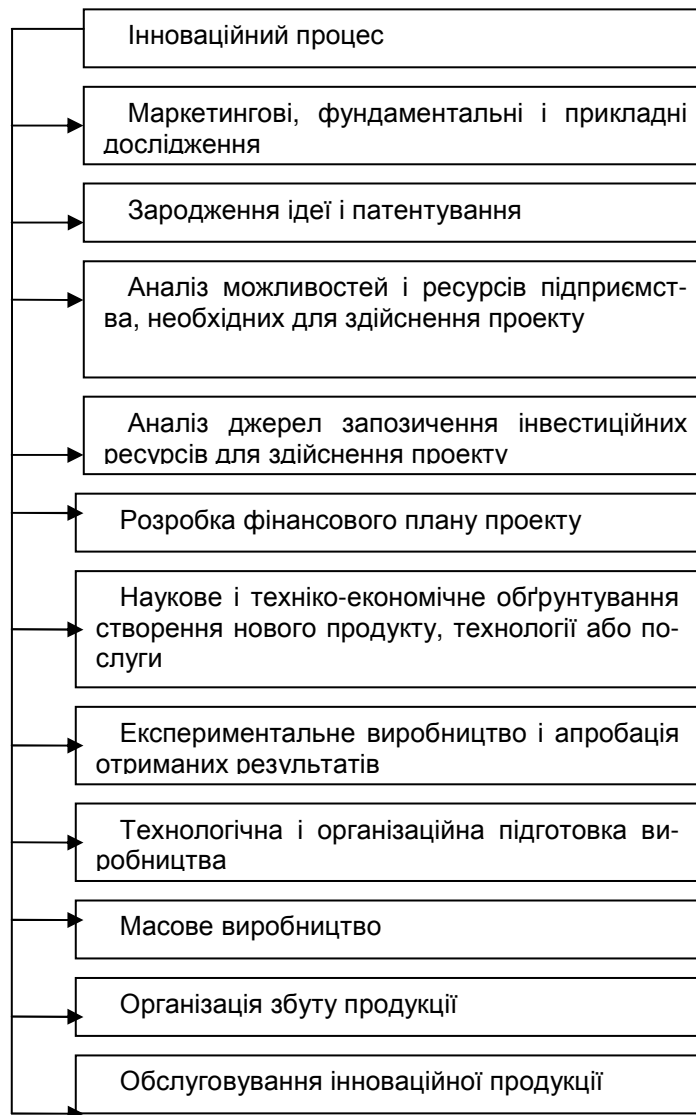 Інноваційний процес
Маркетингові, фундаментальні і прикладні
дослідження
Зародження ідеї і патентування
Аналіз можливостей і ресурсів підприємст-
ва, необхідних для здійснення проекту
Аналіз джерел запозичення інвестиційних
ресурсів для здійснення проекту
Розробка фінансового плану проекту
Наукове і техніко-економічне обґрунтування
створення нового продукту, технології або по-
слуги
Експериментальне виробництво і апробація
отриманих результатів
Технологічна і організаційна підготовка ви-
робництва
Масове виробництво
Організація збуту продукції
Обслуговування інноваційної продукції